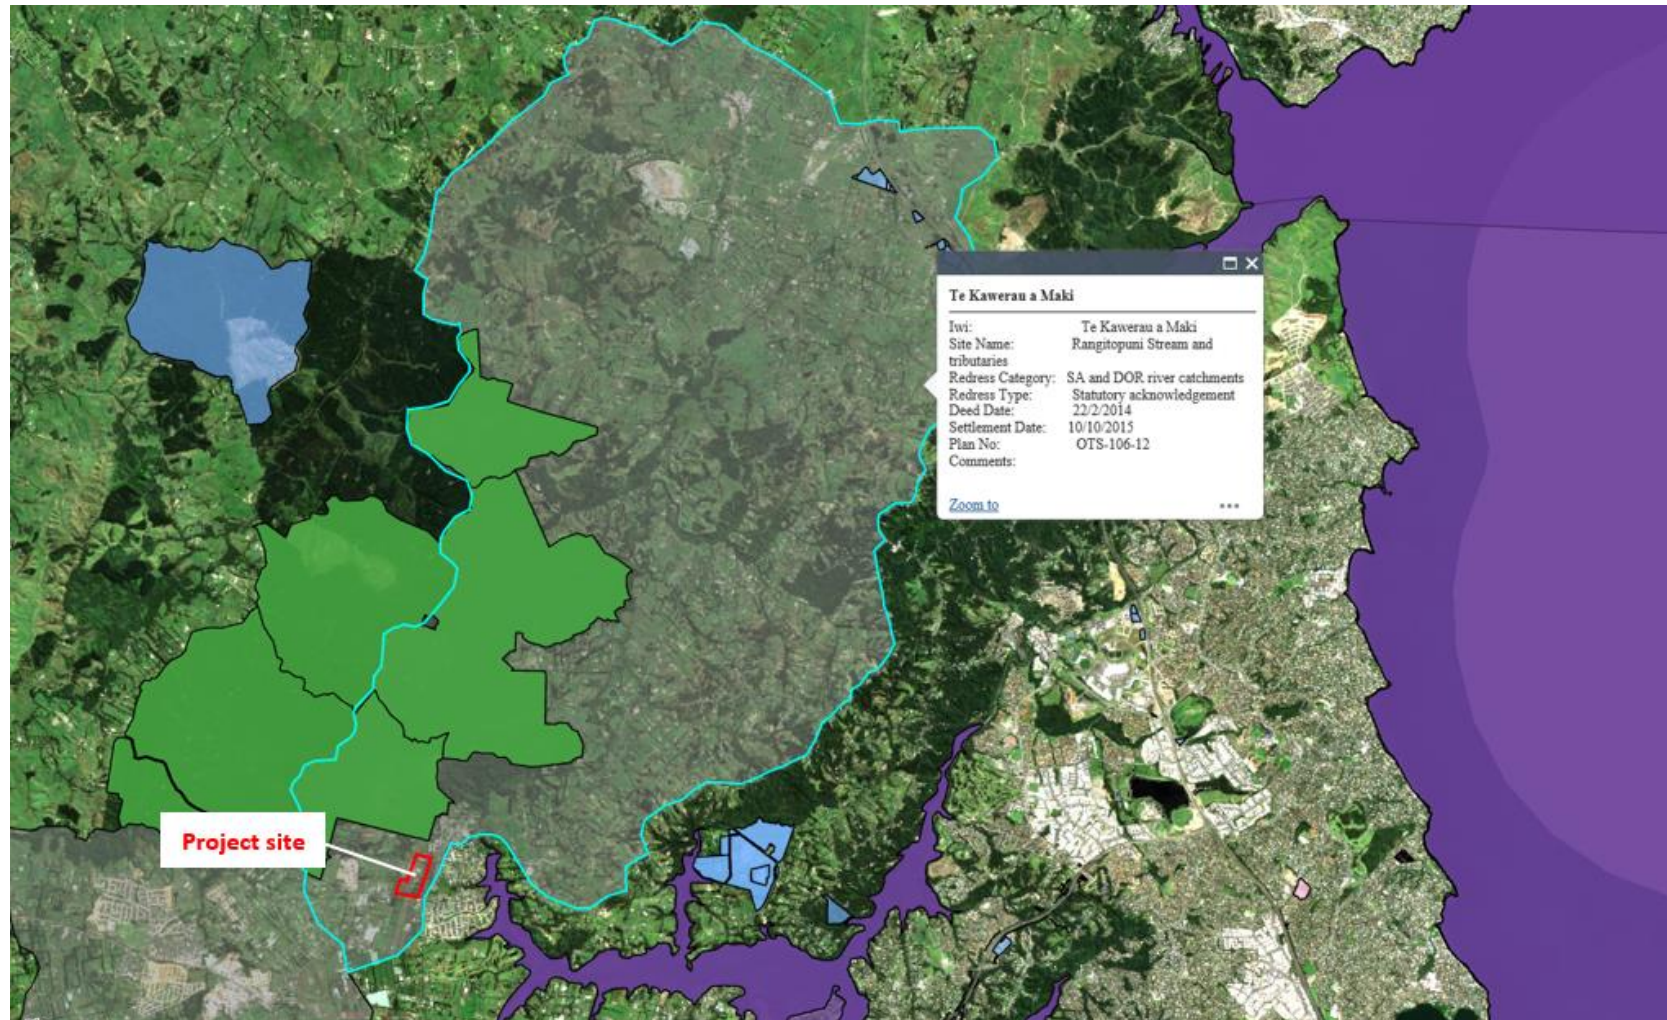 Te Kawerau a Maki
Iwi: Te Kawerau a Maki
Site Name: Rangitopuni Stream and
tributaries
Redress Category: SA and DOR river catchments
Redress Type: Statutory acknowledgement
Deed Date: 22/2/2014
Settlement Date: 10/10/2015
Plan No: OTS-106-12
Comments:
Zoom to
Project site